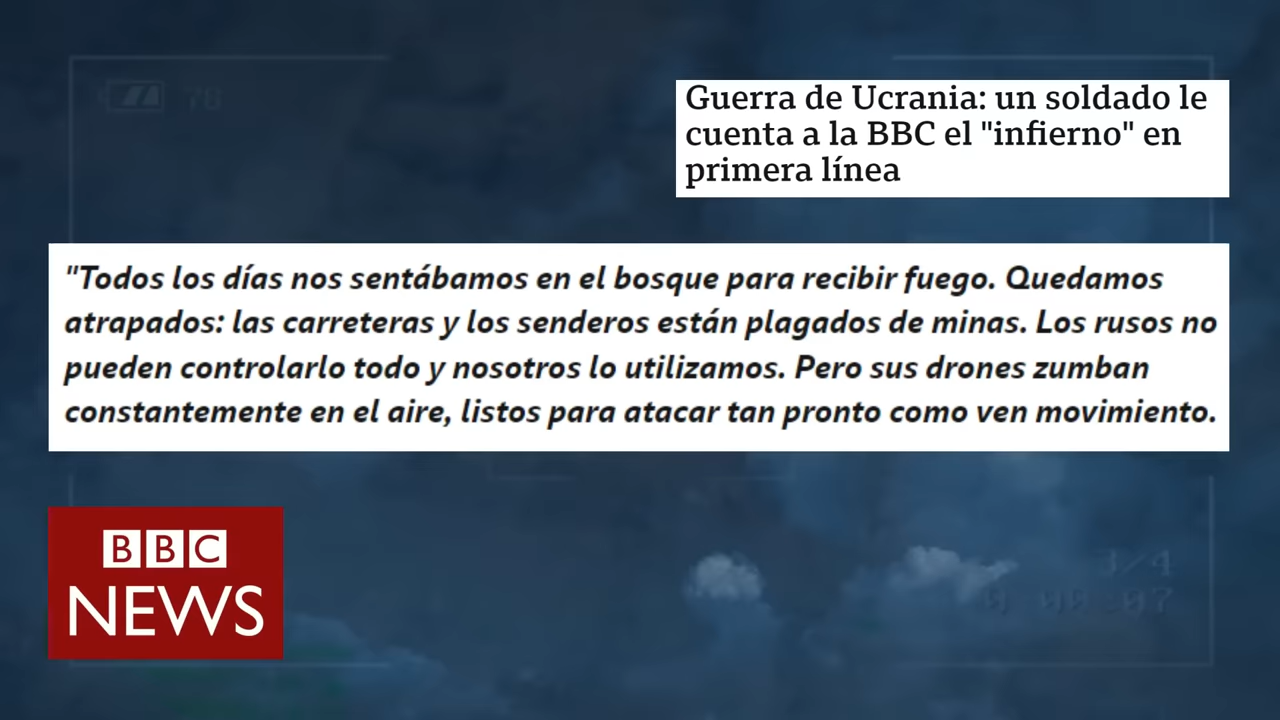 78
Guerra de Ucrania: un soldado le
cuenta a la BBC el "infierno" en
primera línea
"Todos los días nos sentábamos en el bosque para recibir fuego. Quedamos
atrapados: las carreteras y los senderos están plagados de minas. Los rusos no
pueden controlarlo todo y nosotros lo utilizamos. Pero sus drones zumban
constantemente en el aire, listos para atacar tan pronto como ven movimiento.
BBC
NEWS